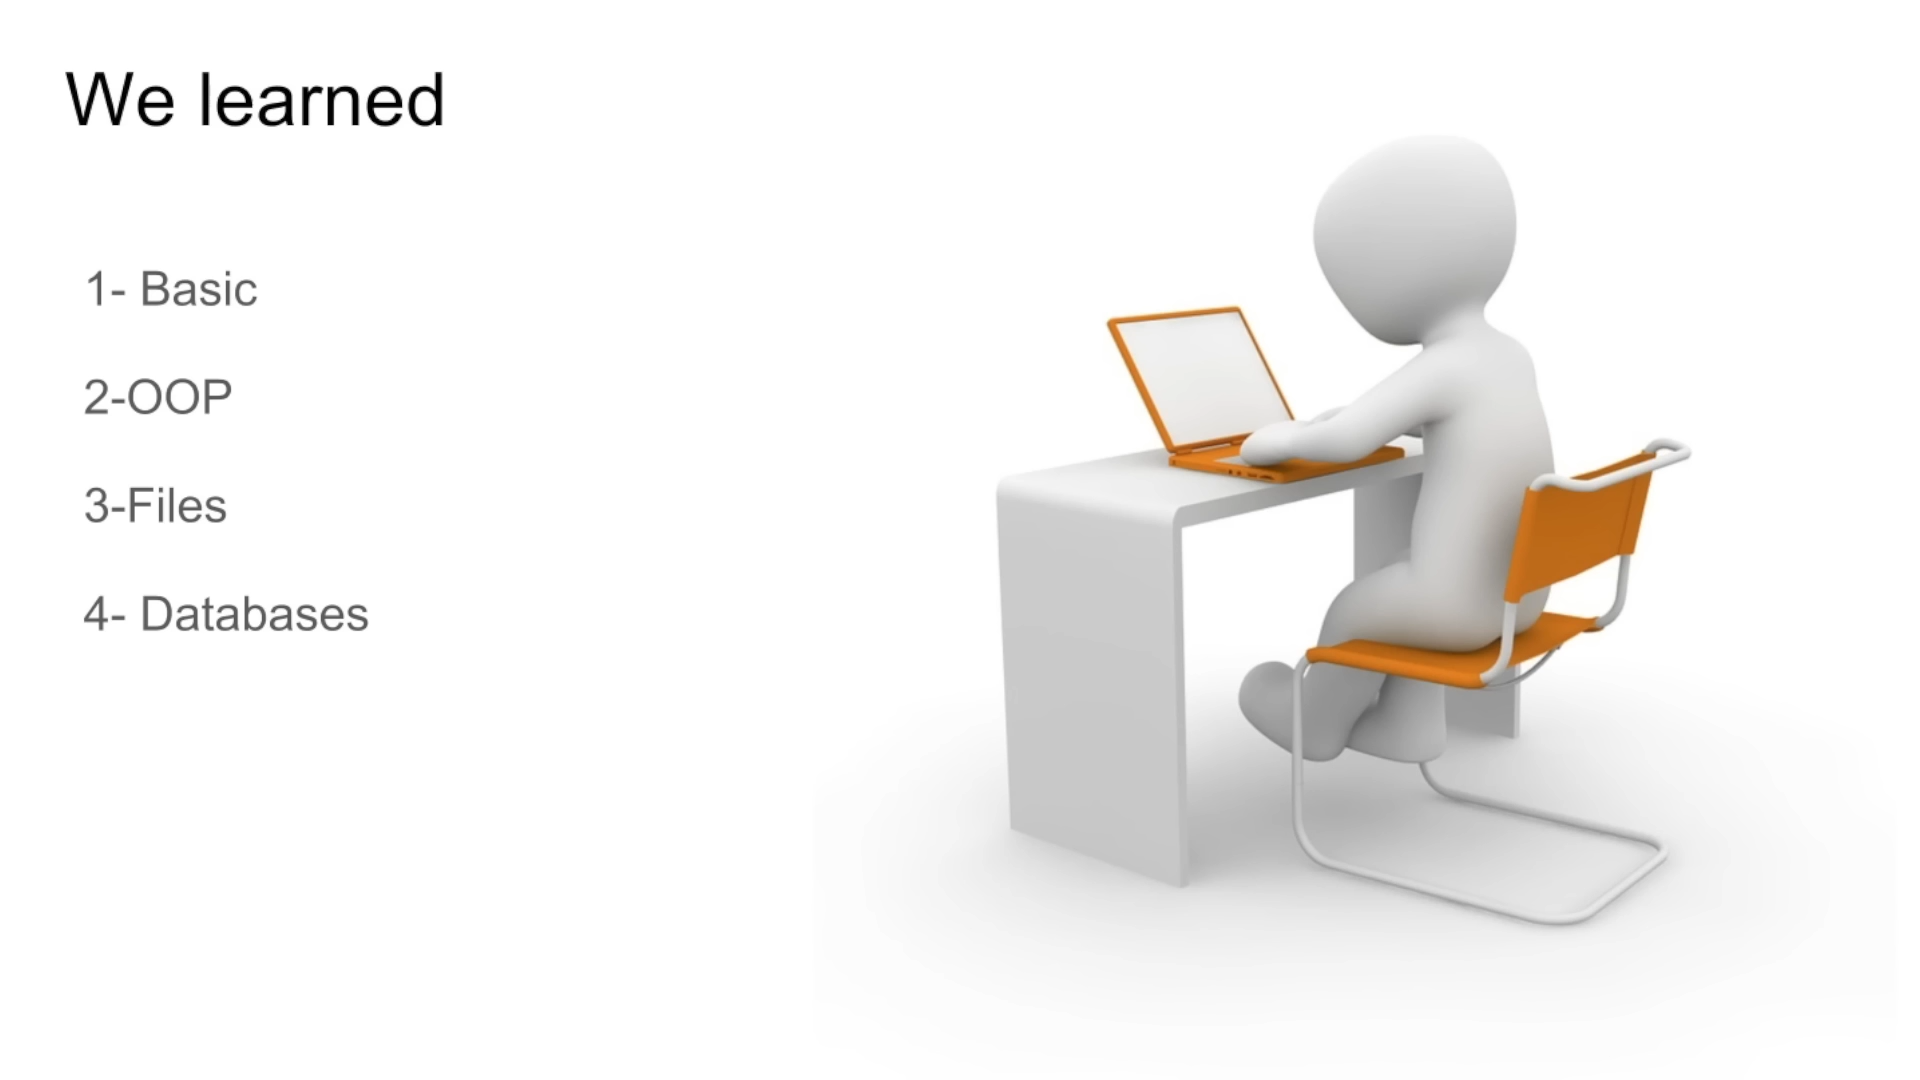 We learned
1- Basic
2-OOP
3-Files
4- Databases